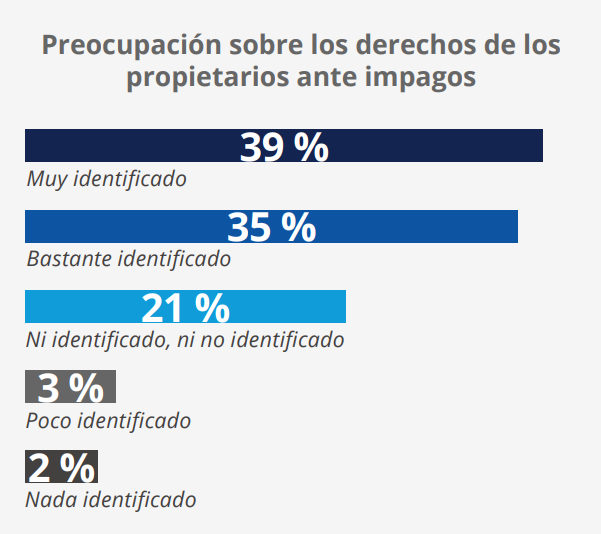 Preocupación sobre los derechos de los
propietarios ante impagos
39 %
Muy identificado
35 %
Bastante identificado
21 %
Ni identificado, ni no identificado
3 %
Poco identificado
2 %
Nada identificado